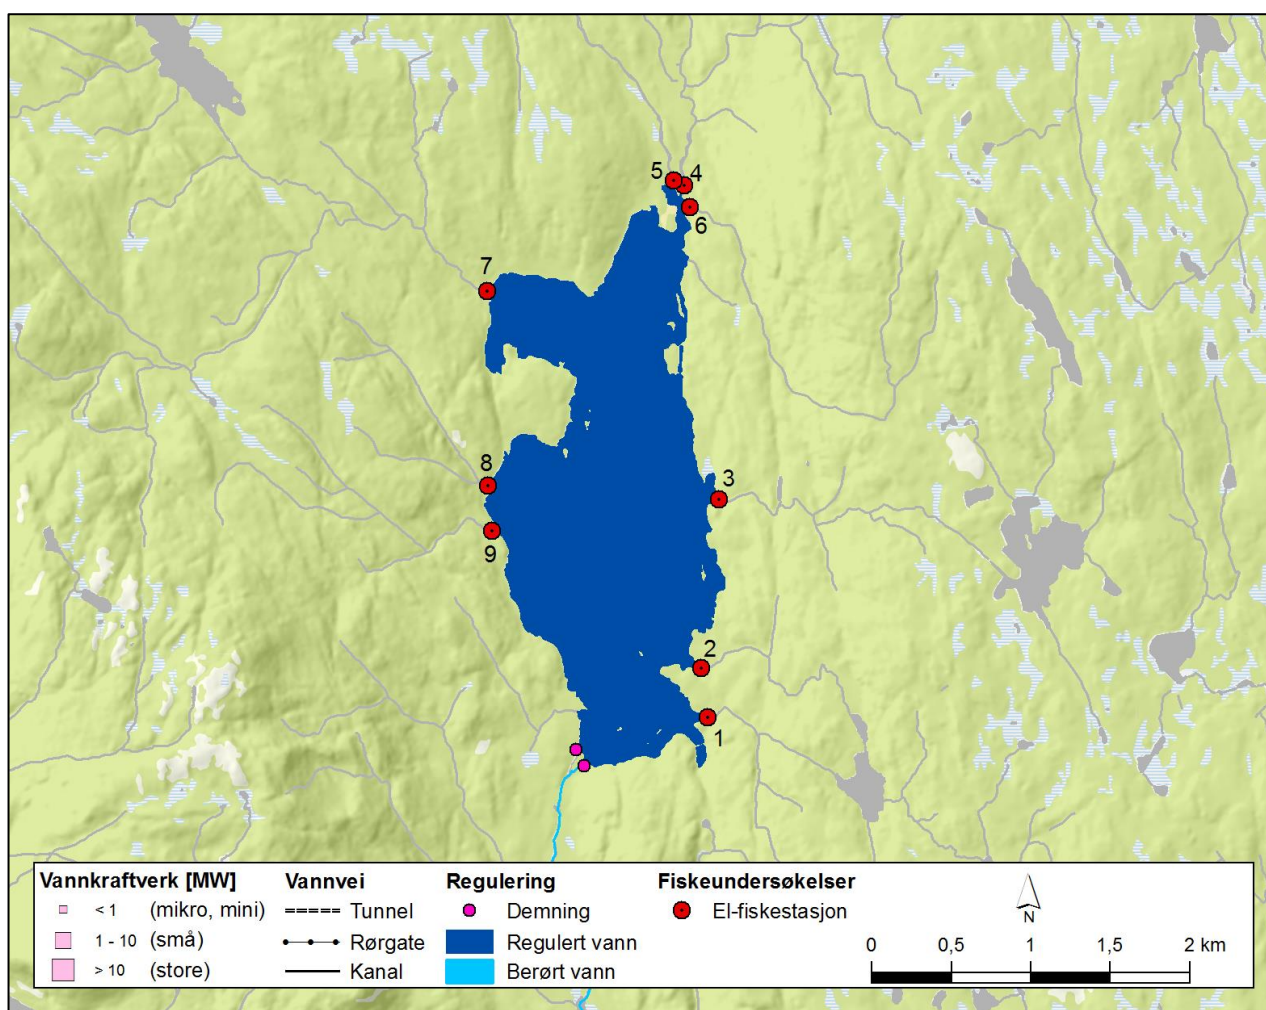 5
4
6
7
8
3
9
2
1
Vannkraftverk [MW]
< 1 (mikro, mini)
1 - 10 (små)
> 10 (store)
Vannvei
Tunnel
Rørgate
Kanal
Regulering
Demning
Regulert vann
Berørt vann
Fiskeundersøkelser
El-fiskestasjon
N
0 0,5 1 1,5 2 km